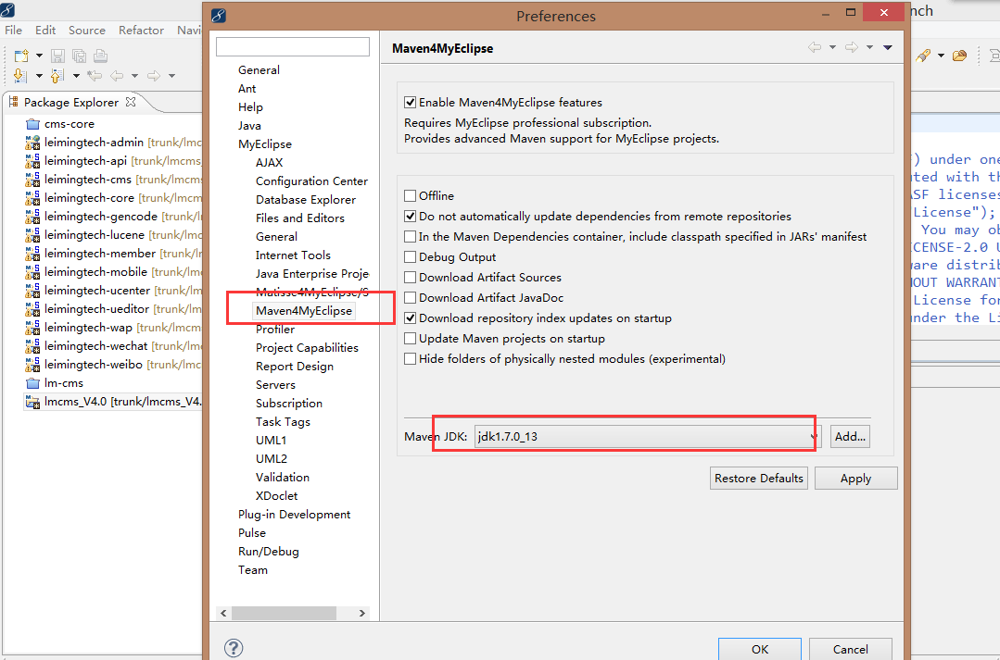 Preferences
nch
File Edit Source Refactor Navi
Package Explorer
cms-core
leimingtech-admin [trunk/lmc
leimingtech-api [trunk/lmcms_
leimingtech-cms [trunk/lmcms
leimingtech-core [trunk/lmcm
leimingtech-gencode [trunk/l
leimingtech-lucene [trunk/lmc
leimingtech-member [trunk/l
leimingtech-mobile [trunk/lm
leimingtech-ucenter [trunk/lm
leimingtech-ueditor [trunk/lm
leimingtech-wap [trunk/lmcm
leimingtech-wechat [trunk/lm
leimingtech-weibo [trunk/lmc
lm-cms
lmcms_V4.0 [trunk/lmcms_V4.
General
Ant
Help
Java
MyEclipse
AJAX
Configuration Center
Database Explorer
Files and Editors
General
Internet Tools
Java Enterprise Proje
Matisse4MyEclipse/S
Maven4MyEclipse
Profiler
Project Capabilities
Report Design
Servers
Subscription
Task Tags
UML1
UML2
Validation
XDoclet
Plug-in Development
Pulse
Run/Debug
Team
Maven4MyEclipse
Enable Maven4MyEclipse features
Requires MyEclipse professional subscription.
Provides advanced Maven support for MyEclipse projects.
Offline
Do not automatically update dependencies from remote repositories
In the Maven Dependencies container, include classpath specified in JARs' manifest
Debug Output
Download Artifact Sources
Download Artifact JavaDoc
Download repository index updates on startup
Update Maven projects on startup
Hide folders of physically nested modules (experimental)
Maven JDK: jdk1.7.0_13 Add...
Restore Defaults Apply
OK Cancel
) under one
uted with th
ASF licenses
License");
You may ob
ICENSE-2.0 U
ware distrib
HOUT WARRANT
License for
under the Li